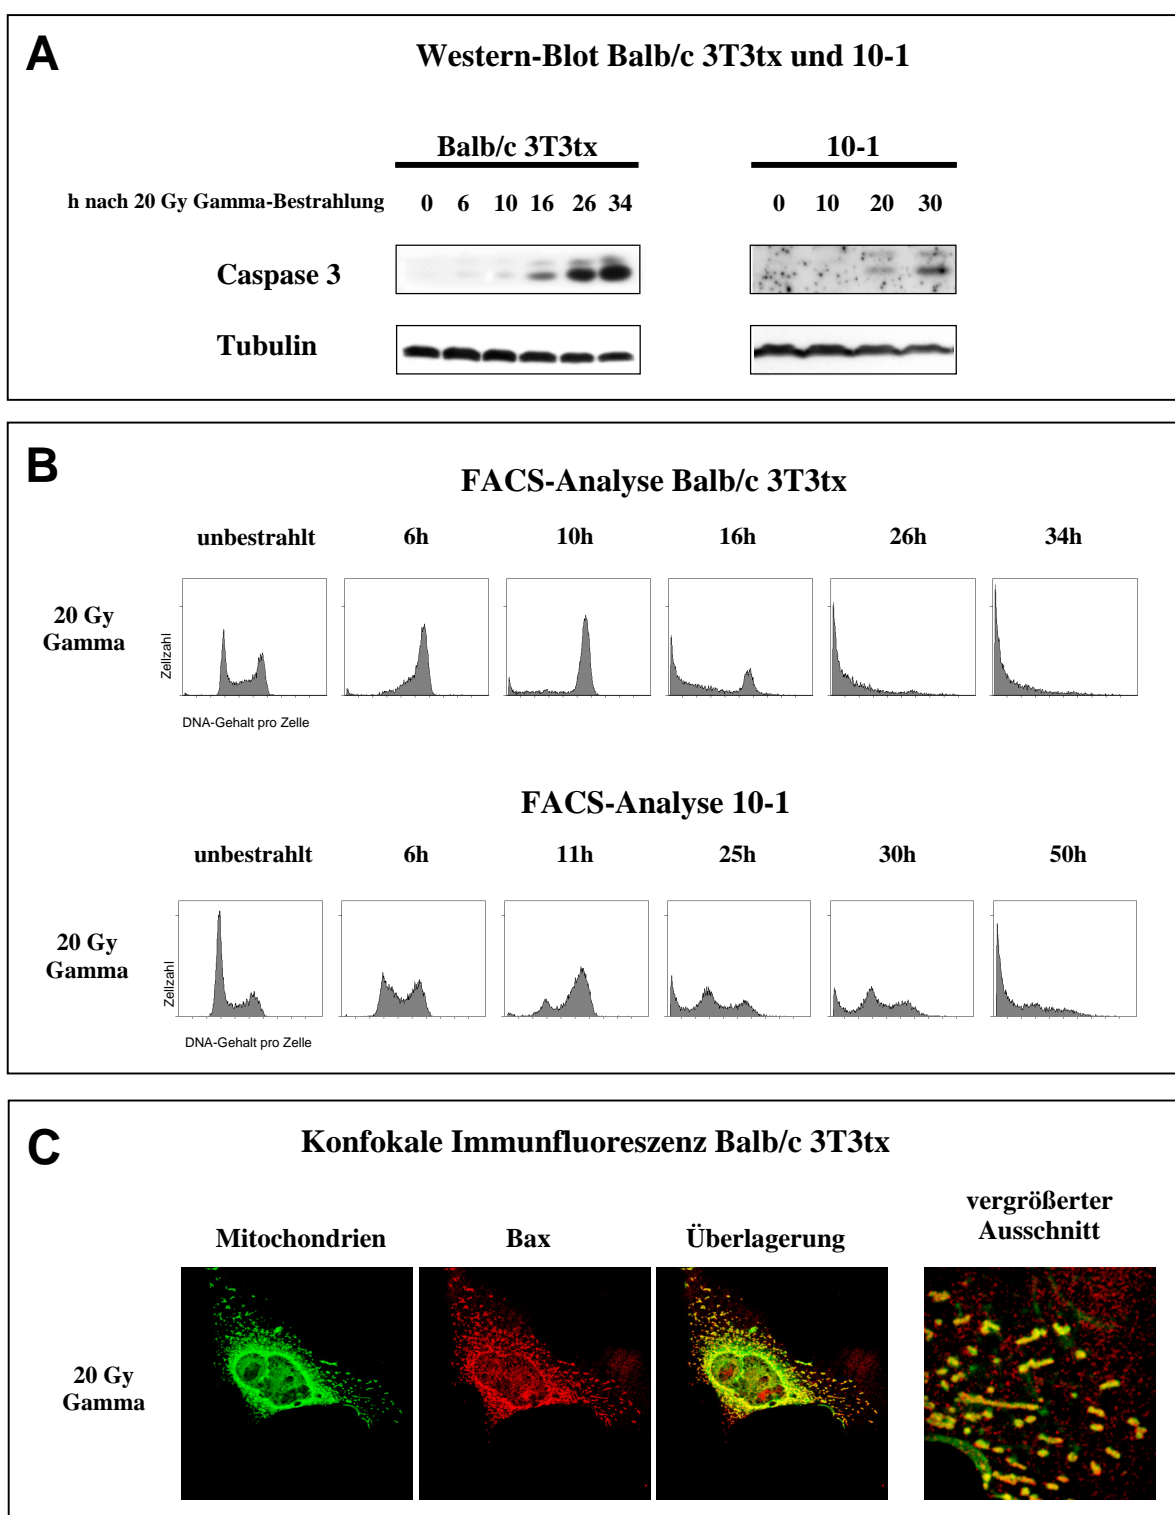 A
Western-Blot Balb/c 3T3tx und 10-1
Balb/c 3T3tx
10-1
h nach 20 Gy Gamma-Bestrahlung 0 6 10 16 26 34
0 10 20 30
Caspase 3
Tubulin
B
FACS-Analyse Balb/c 3T3tx
unbestrahlt 6h 10h 16h 26h 34h
20 Gy
Gamma
Zellzahl
DNA-Gehalt pro Zelle
FACS-Analyse 10-1
unbestrahlt 6h 11h 25h 30h 50h
20 Gy
Gamma
Zellzahl
DNA-Gehalt pro Zelle
C
Konfokale Immunfluoreszenz Balb/c 3T3tx
Mitochondrien
Bax
Überlagerung
vergrößerter
Ausschnitt
20 Gy
Gamma